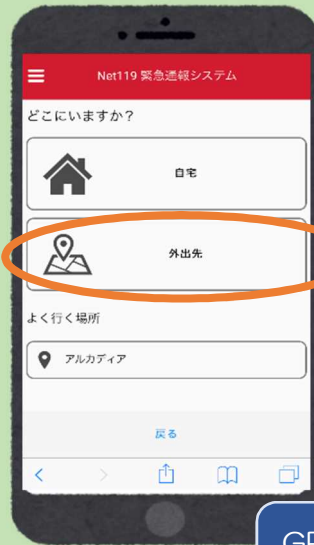 Net119 緊急通報システム
どこにいますか？
自宅
外出先
よく行く場所
アルカディア
戻る